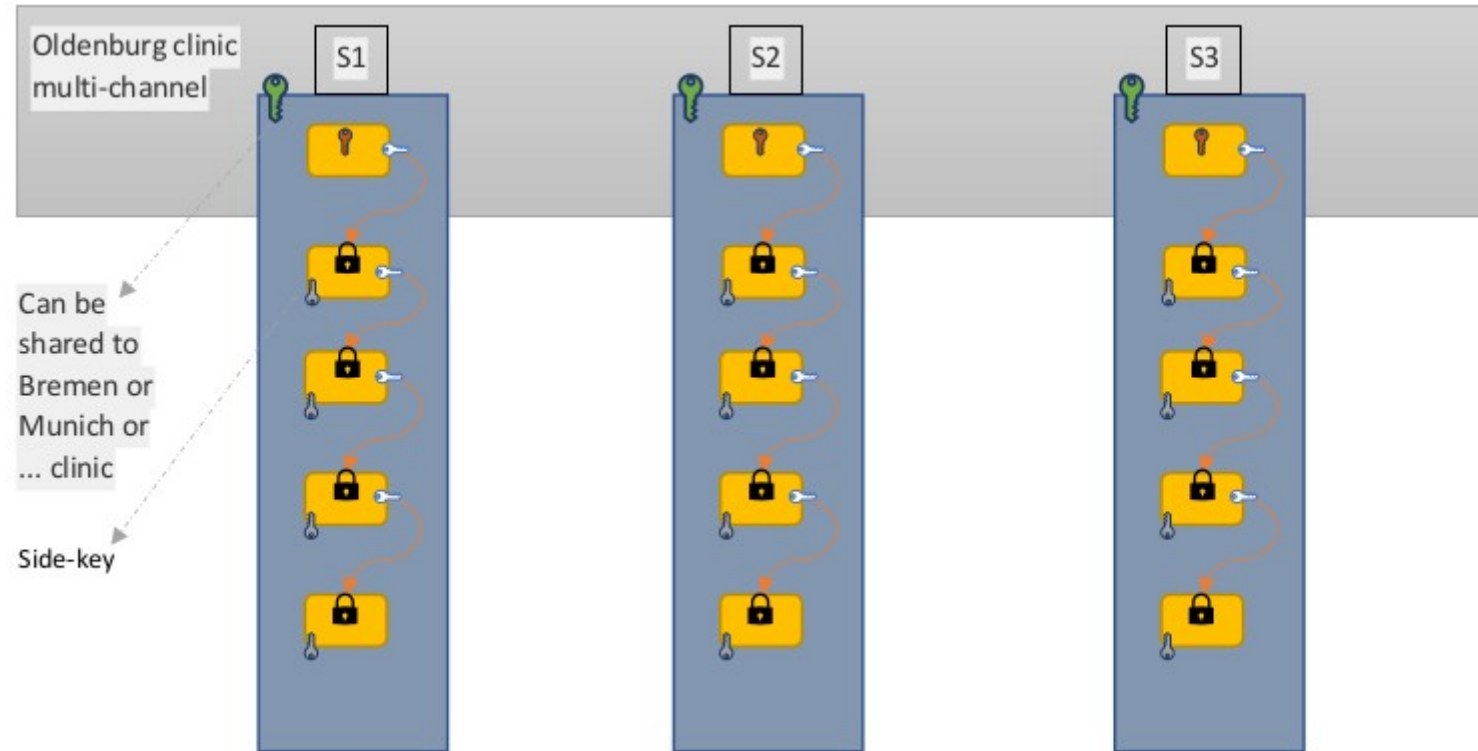 Oldenburg clinic
multi-channel
S1
S2
S3
Can be
shared to
Bremen or
Munich or
... clinic
Side-key